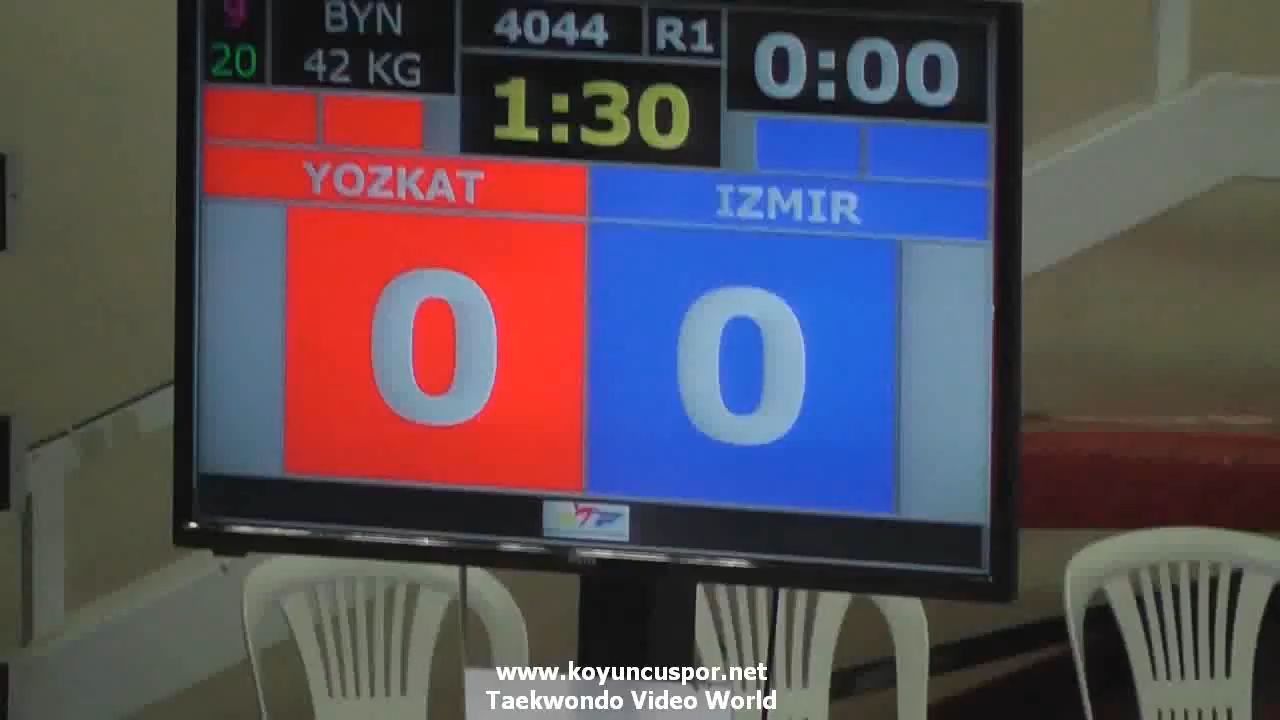 9
20
BYN
42 KG
4044
R1
0:00
1:30
YOZKAT
IZMIR
0
0
www.koyuncuspor.net
Taekwondo Video World